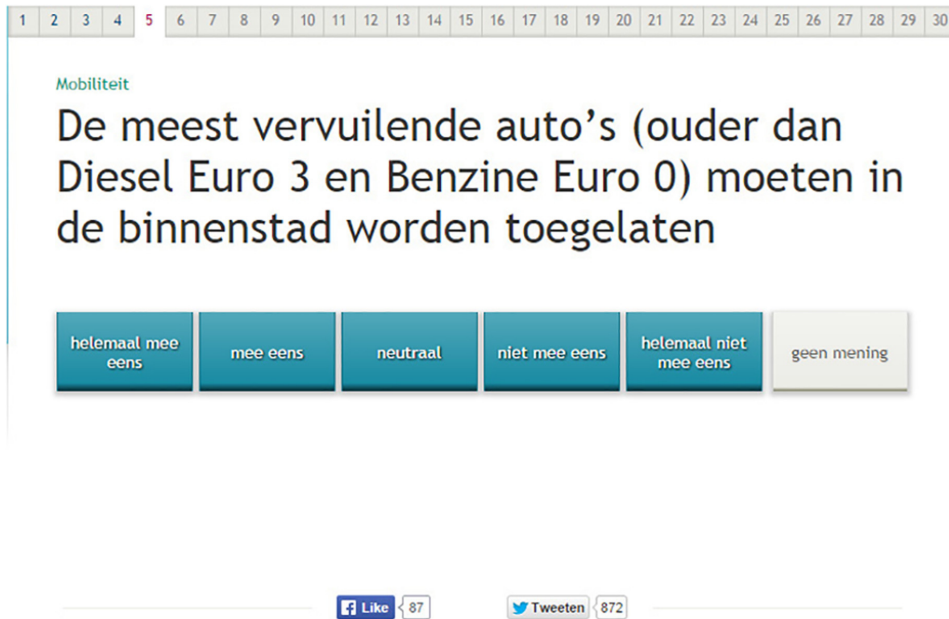 1 2 3 4 5 6 7 8 9 10 11 12 13 14 15 16 17 18 19 20 21 22 23 24 25 26 27 28 29 30
Mobiliteit
De meest vervuilende auto's (ouder dan
Diesel Euro 3 en Benzine Euro 0) moeten in
de binnenstad worden toegelaten
helemaal mee
eens
mee eens
neutraal
niet mee eens
helemaal niet
mee eens
geen mening
Like 87
Tweeten 872